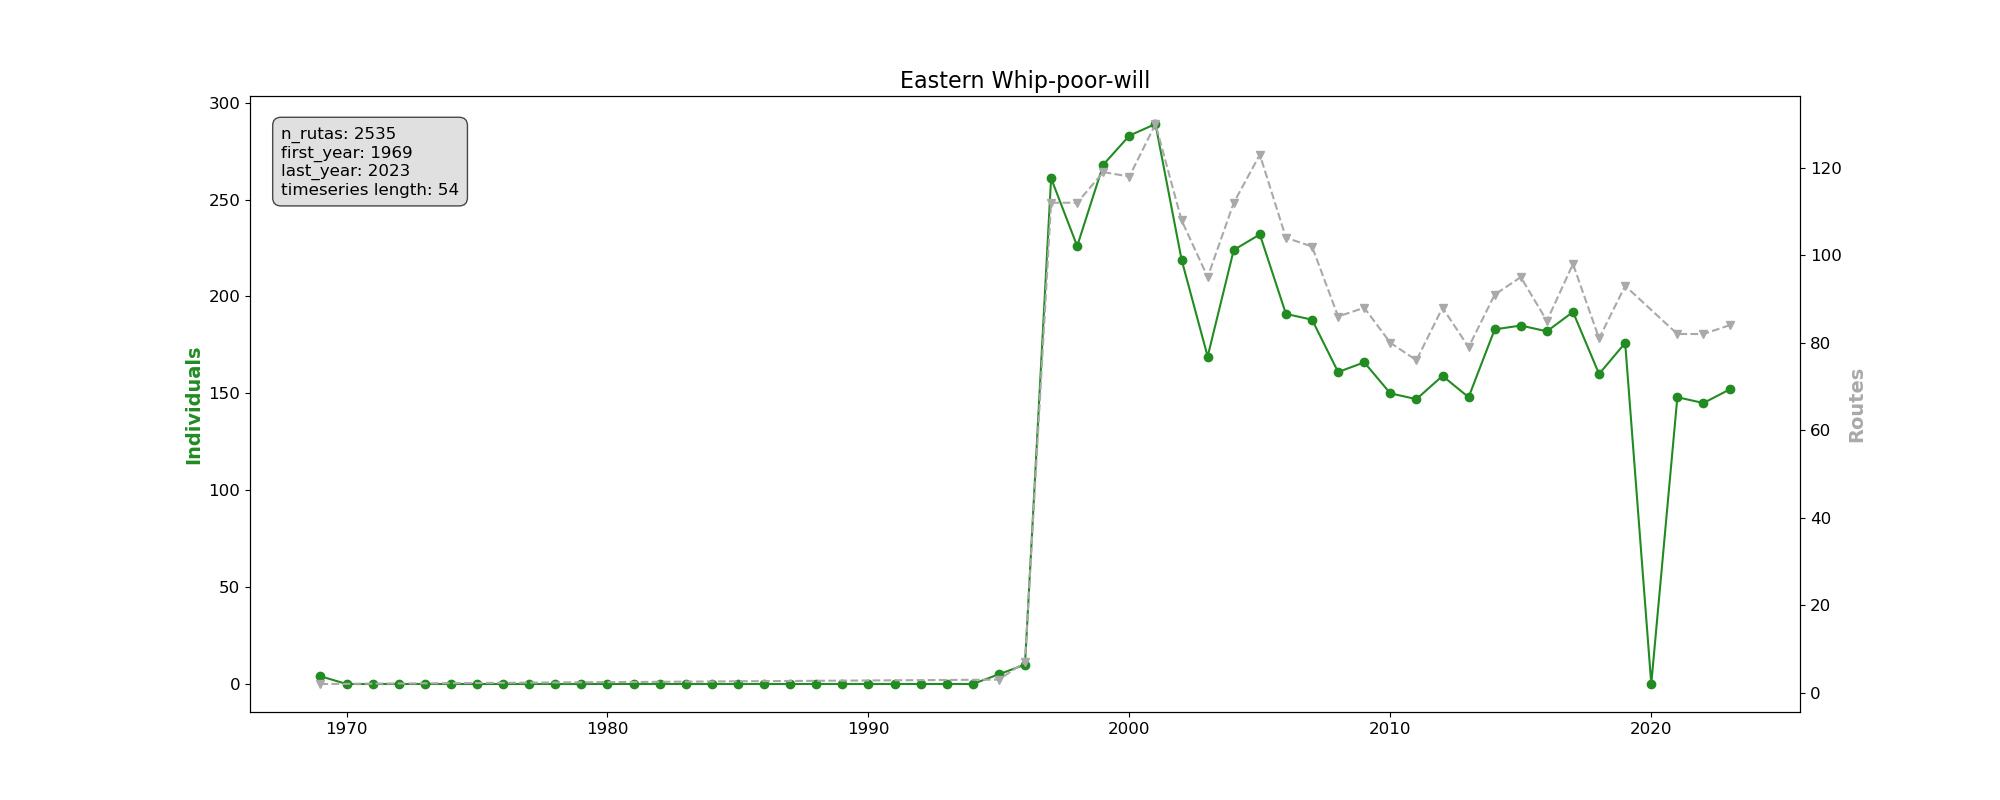 Eastern Whip-poor-will
n_rutas: 2535
first_year: 1969
last_year: 2023
timeseries length: 54
Individuals
300
250
200
150
100
50
0
Routes
120
100
80
60
40
20
0
1970 1980 1990 2000 2010 2020